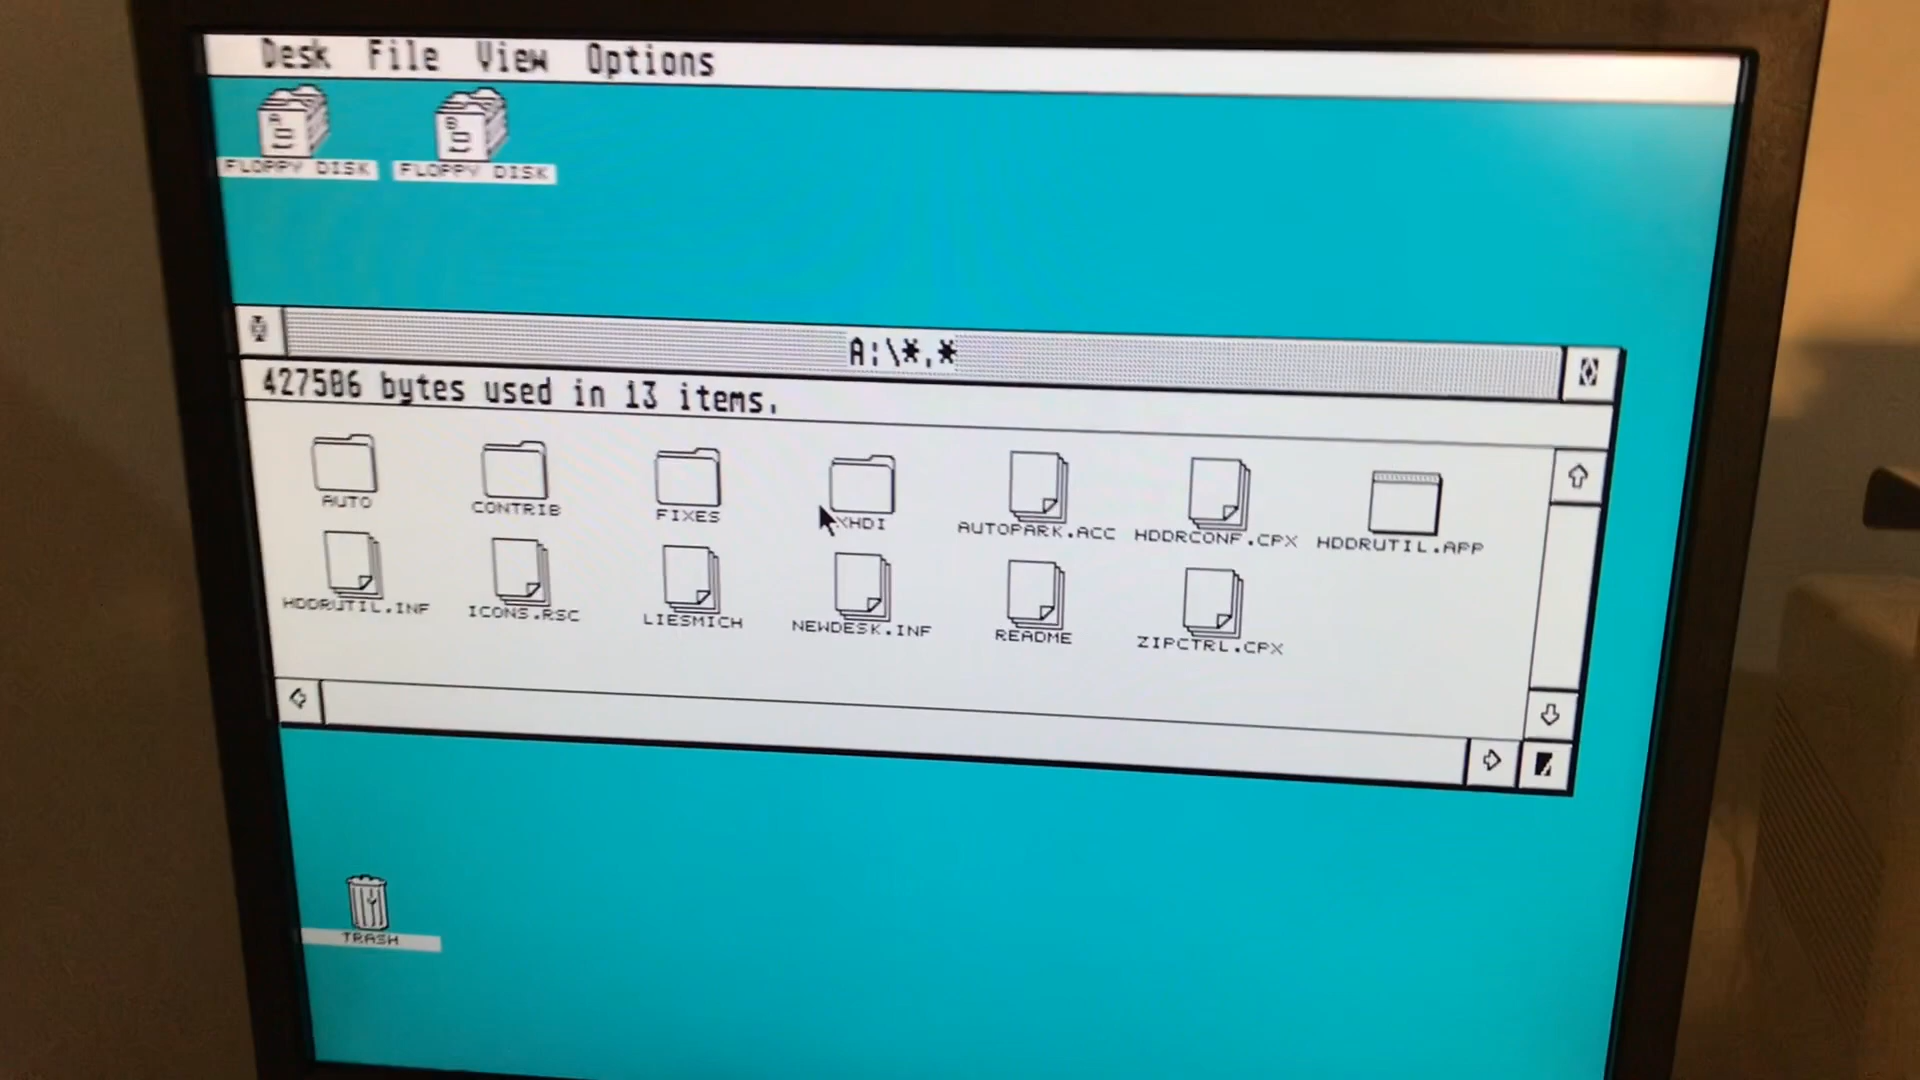 Desk File View Options
A B
FLOPPY DISK FLOPPY DISK
A:\*.*
427506 bytes used in 13 items.
AUTO CONTRIB FIXES XHDI AUTOPARK.ACC HDDRCONF.CPX HDDRUTIL.APP
HDDRUTIL.INF ICONS.RSC LIESMICH NEWDESK.INF README ZIPCTRL.CPX
TRASH